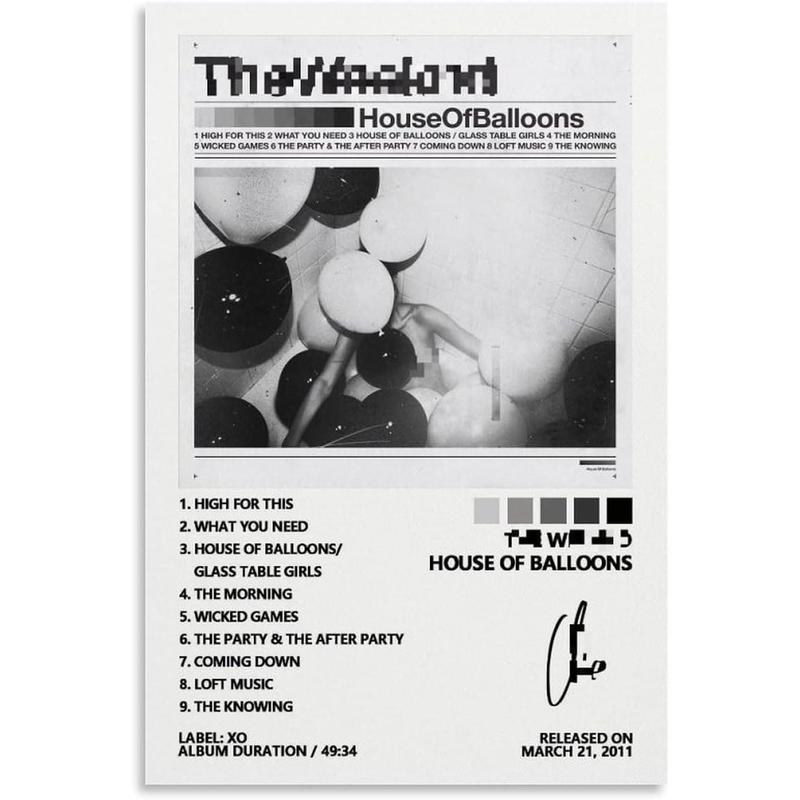 HouseOfBalloons
1 HIGH FOR THIS 2 WHAT YOU NEED 3 HOUSE OF BALLOONS / GLASS TABLE GIRLS 4 THE MORNING
5 WICKED GAMES 6 THE PARTY & THE AFTER PARTY 7 COMING DOWN 8 LOFT MUSIC 9 THE KNOWING
House Of Balloons
1. HIGH FOR THIS
2. WHAT YOU NEED
3. HOUSE OF BALLOONS/
GLASS TABLE GIRLS
4. THE MORNING
5. WICKED GAMES
6. THE PARTY & THE AFTER PARTY
7. COMING DOWN
8. LOFT MUSIC
9. THE KNOWING
LABEL: XO
ALBUM DURATION / 49:34
HOUSE OF BALLOONS
RELEASED ON
MARCH 21, 2011